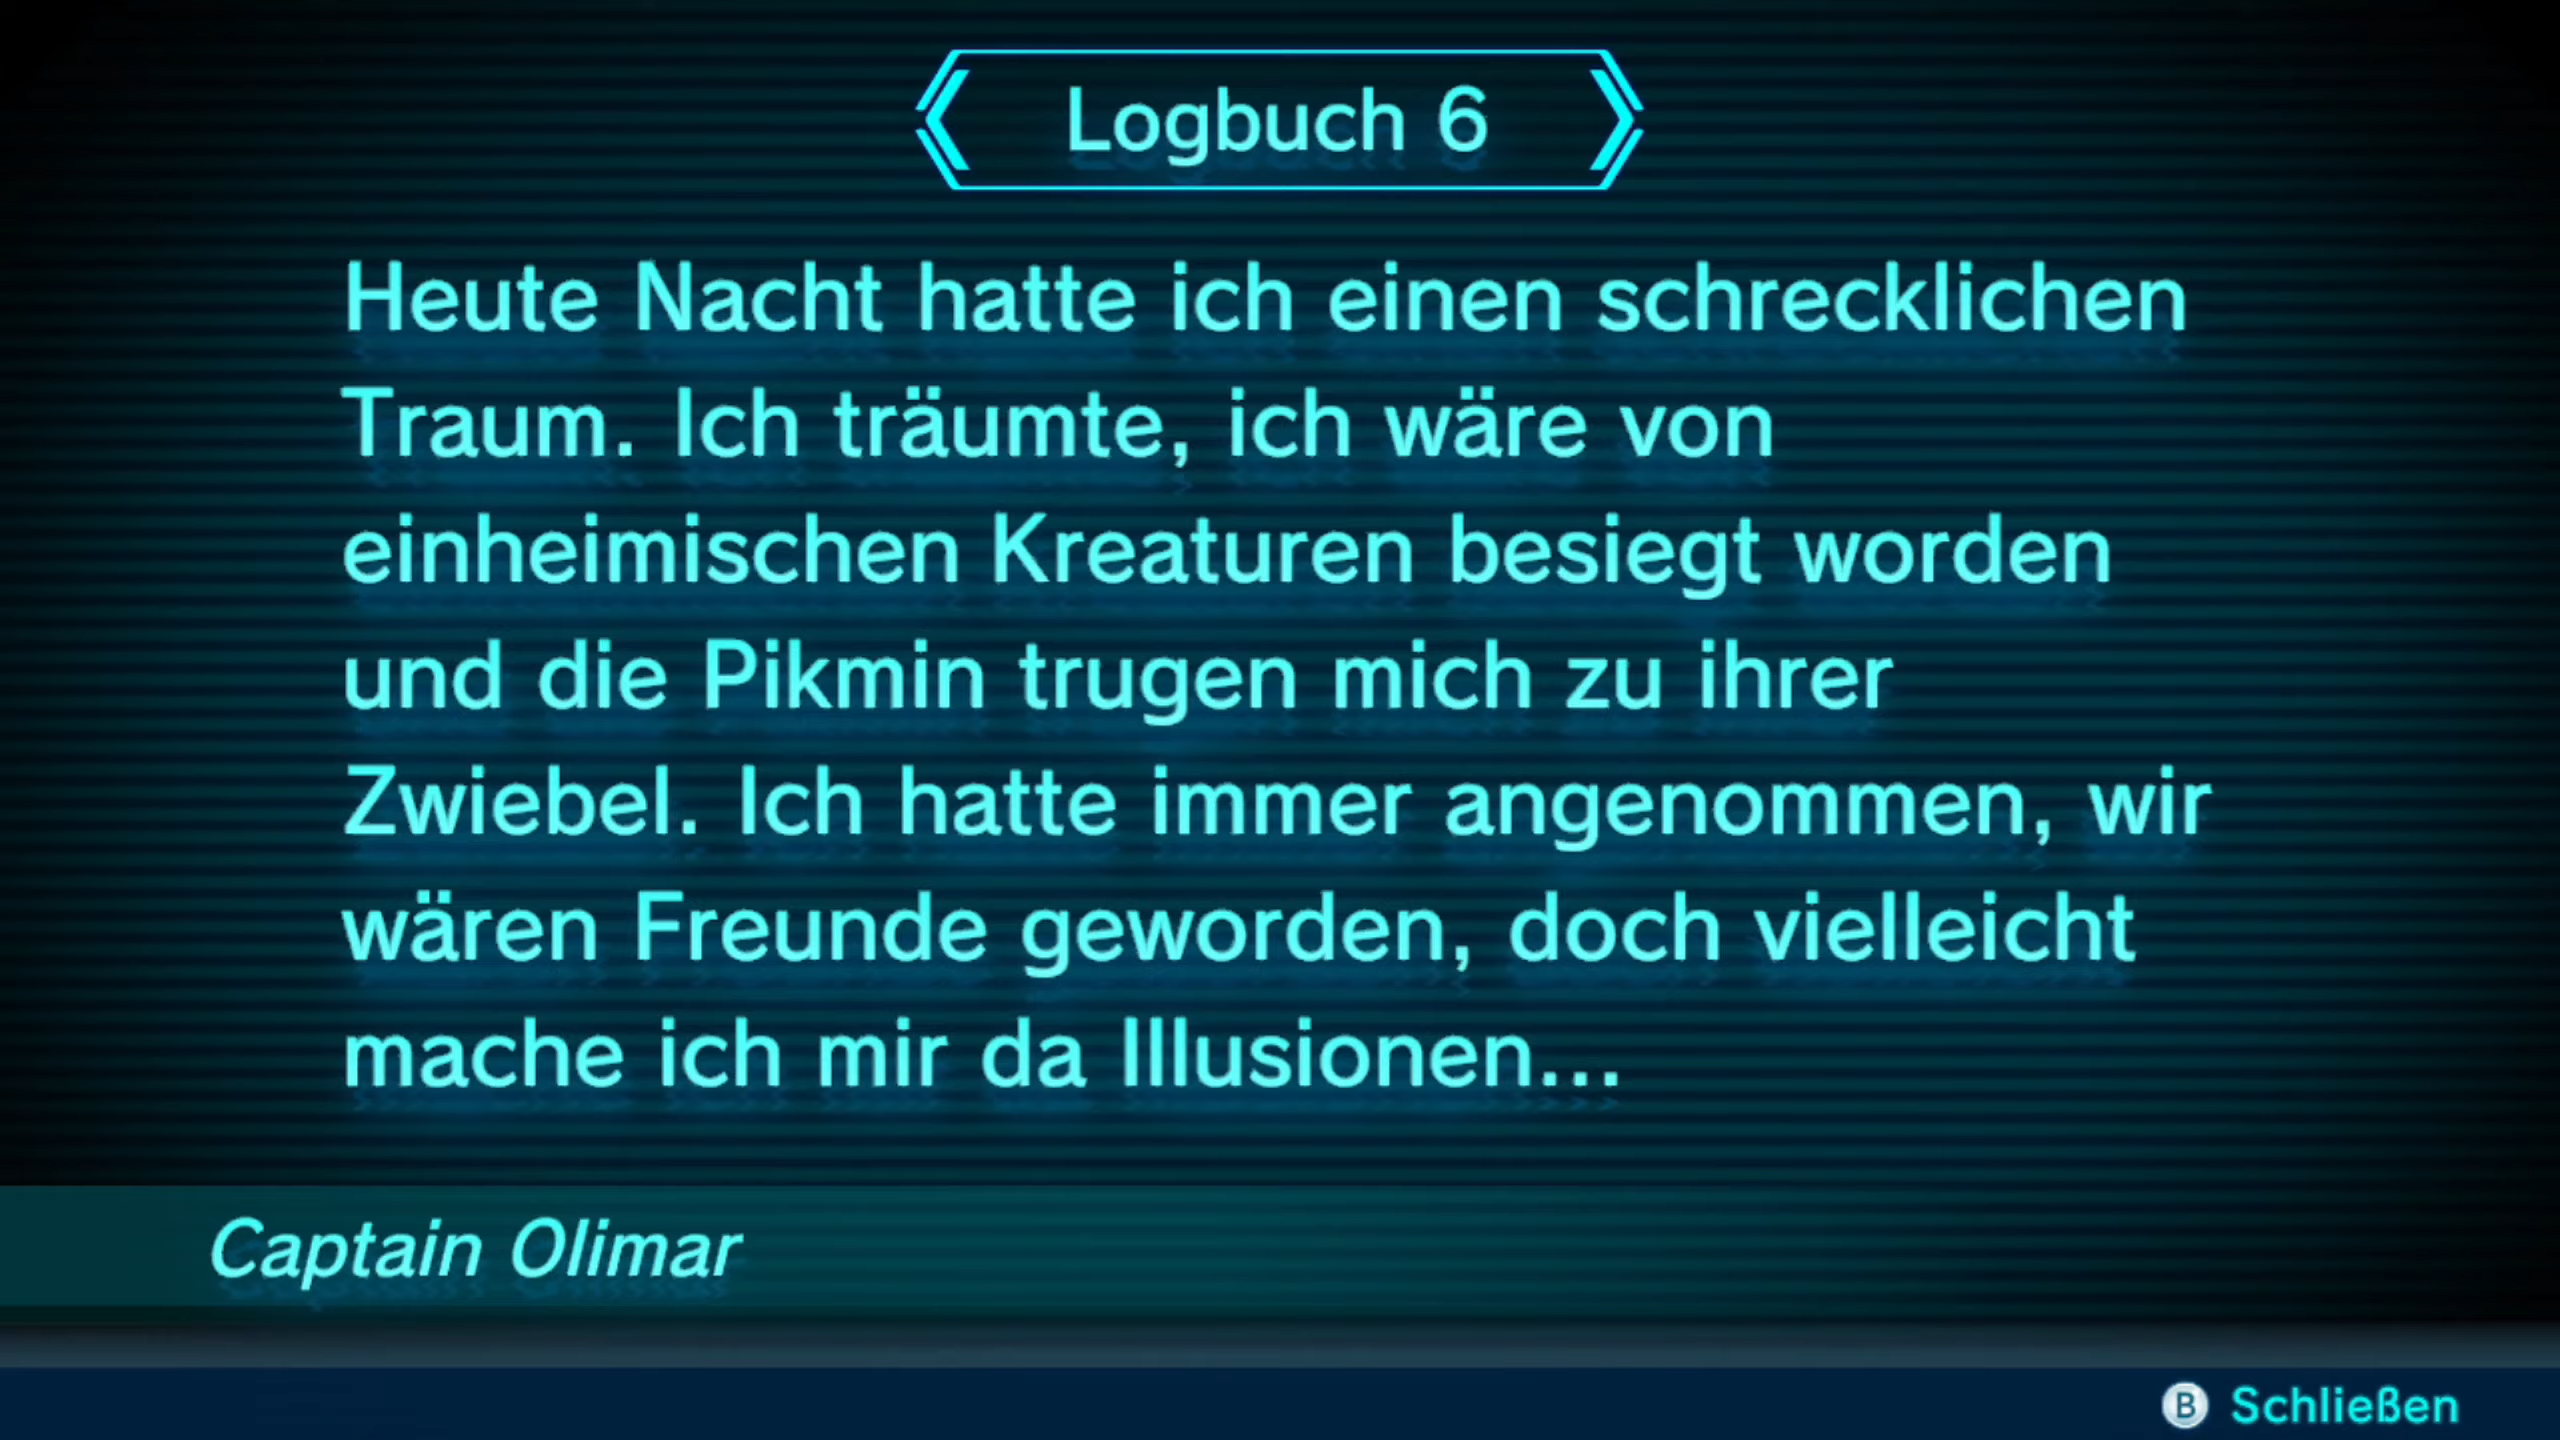 Logbuch 6
Heute Nacht hatte ich einen schrecklichen
Traum. Ich träumte, ich wäre von
einheimischen Kreaturen besiegt worden
und die Pikmin trugen mich zu ihrer
Zwiebel. Ich hatte immer angenommen, wir
wären Freunde geworden, doch vielleicht
mache ich mir da Illusionen...
Captain Olimar
B Schließen